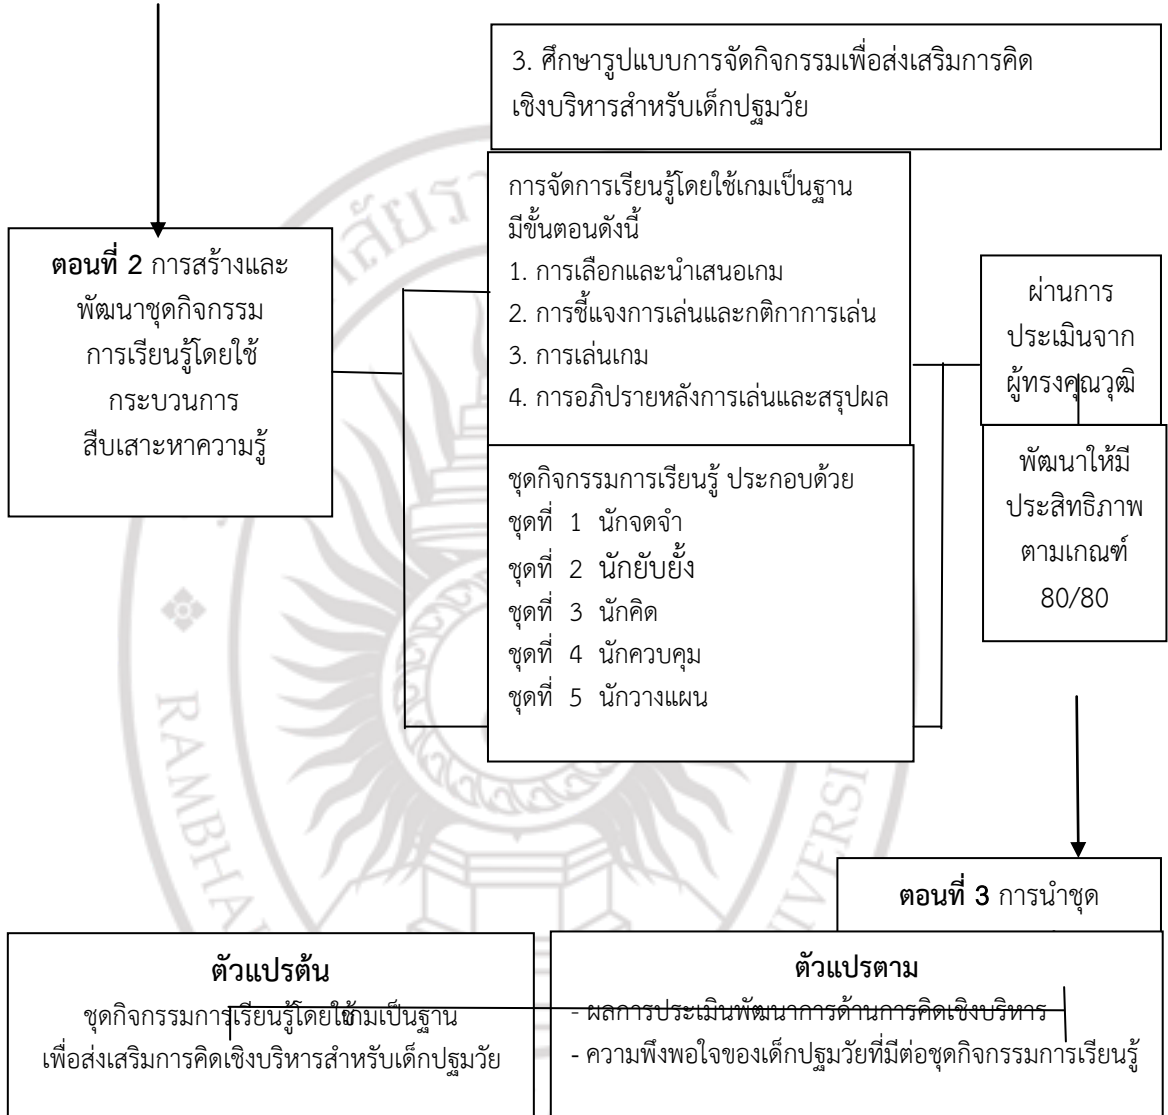 3. ศึกษารูปแบบการจัดกิจกรรมเพื่อส่งเสริมการคิด
เชิงบริหารสำหรับเด็กปฐมวัย
การจัดการเรียนรู้โดยใช้เกมเป็นฐาน
มีขั้นตอนดังนี้
1. การเลือกและนำเสนอเกม
2. การชี้แจงการเล่นและกติกาการเล่น
3. การเล่นเกม
4. การอภิปรายหลังการเล่นและสรุปผล
ตอนที่ 2 การสร้างและ
พัฒนาชุดกิจกรรม
การเรียนรู้โดยใช้
กระบวนการ
สืบเสาะหาความรู้
ผ่านการ
ประเมินจาก
ผู้ทรงคุณวุฒิ
ชุดกิจกรรมการเรียนรู้ ประกอบด้วย
ชุดที่ 1 นักจดจำ
ชุดที่ 2 นักยับยั้ง
ชุดที่ 3 นักคิด
ชุดที่ 4 นักควบคุม
ชุดที่ 5 นักวางแผน
พัฒนาให้มี
ประสิทธิภาพ
ตามเกณฑ์
80/80
ตอนที่ 3 การนำชุด
ตัวแปรต้น
ชุดกิจกรรมการเรียนรู้โดยใช้เกมเป็นฐาน
เพื่อส่งเสริมการคิดเชิงบริหารสำหรับเด็กปฐมวัย
ตัวแปรตาม
- ผลการประเมินพัฒนาการด้านการคิดเชิงบริหาร
- ความพึงพอใจของเด็กปฐมวัยที่มีต่อชุดกิจกรรมการเรียนรู้